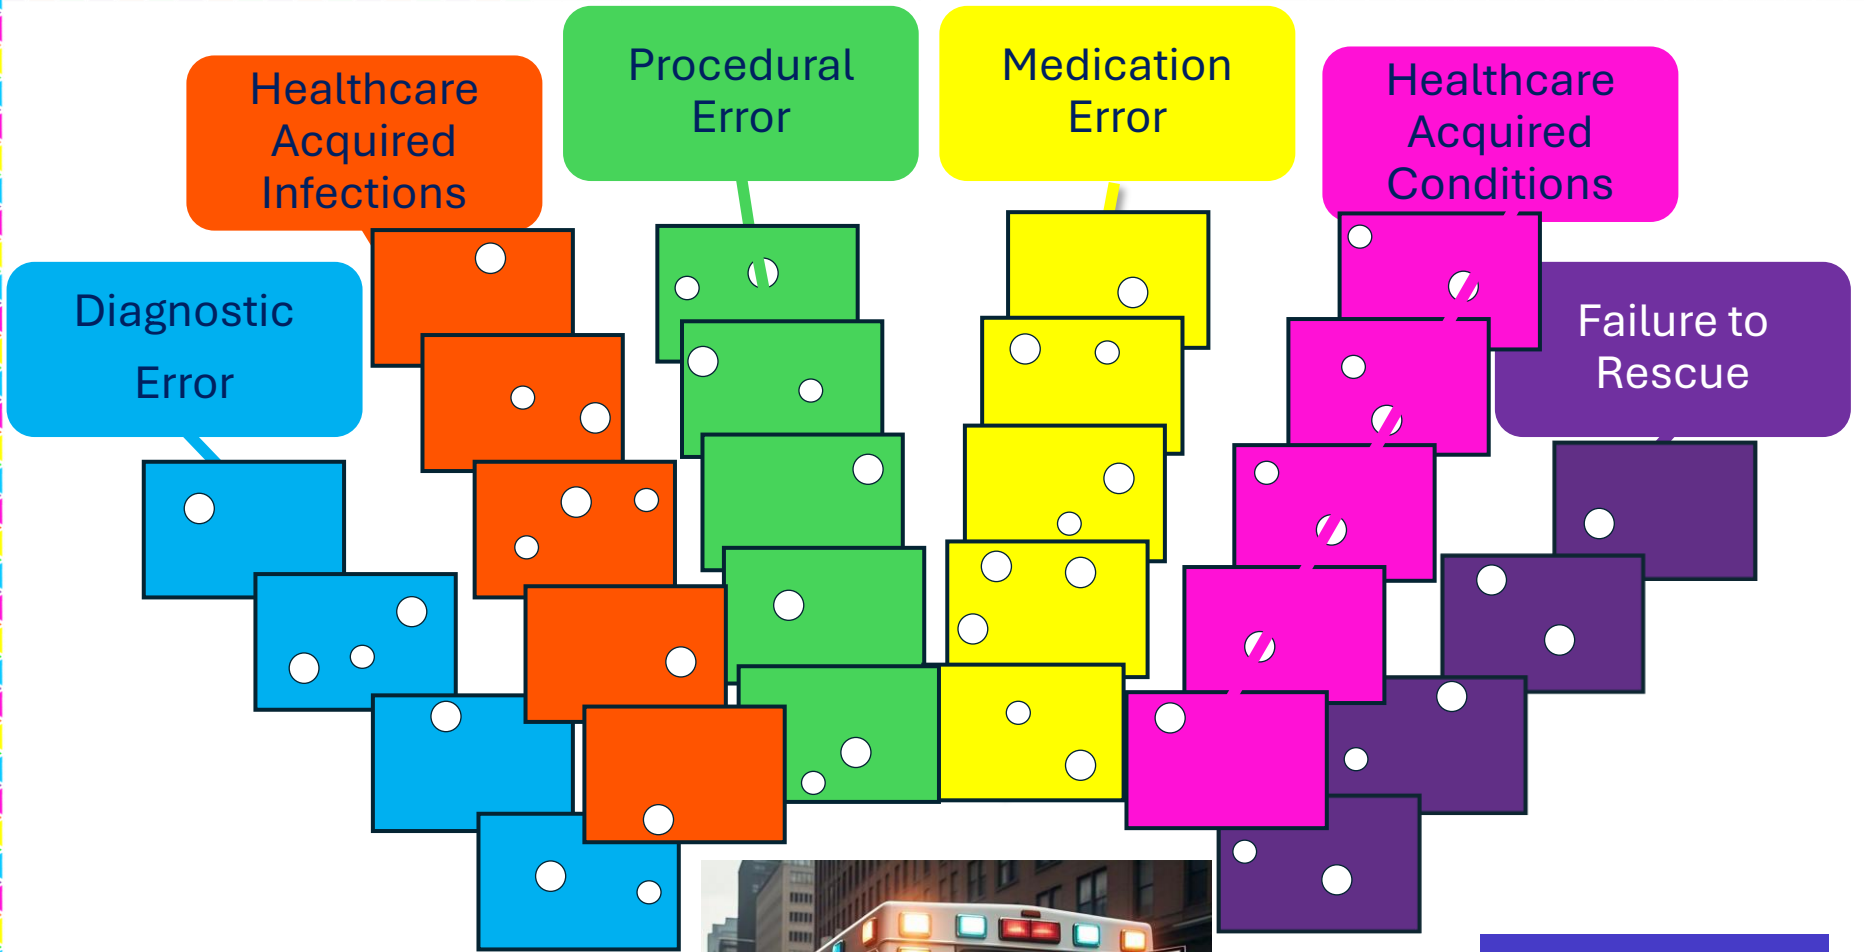 Procedural
Error
Medication
Error
Healthcare
Acquired
Infections
Healthcare
Acquired
Conditions
Diagnostic
Error
Failure to
Rescue